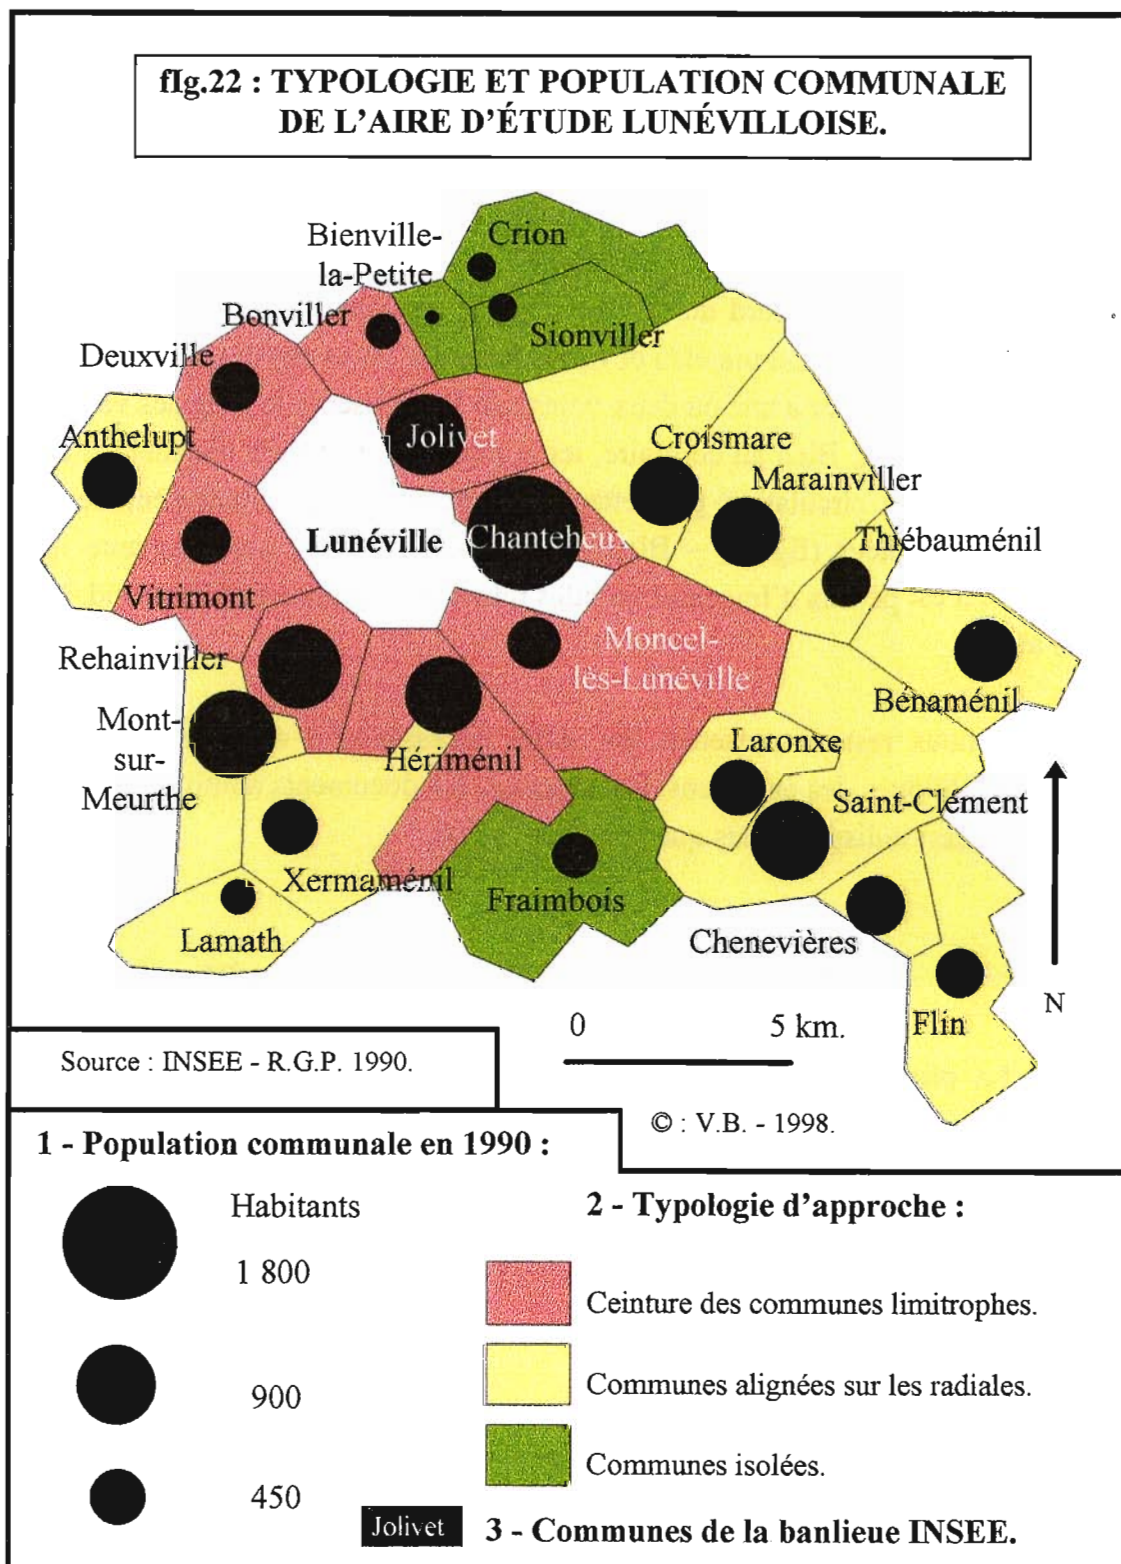 fIg.22 : TYPOLOGIE ET POPULATION COMMUNALE
DE L'AIRE D'ÉTUDE LUNÉVILLOISE.
Bienville-
la-Petite
Crion
Bonviller
Sionviller
Deuxville
Anthelupt
Jolivet
Croismare
Marainviller
Lunéville
Chanteheux
Thiébauménil
Vitrimont
Rehainviller
Moncel-
lès-Lunéville
Bénaménil
Mont-
sur-
Meurthe
Hériménil
Laronxe
Saint-Clément
Xermaménil
Fraimbois
Lamath
Chenevières
Flin
N
0 5 km.
Source : INSEE - R.G.P. 1990.
© : V.B. - 1998.
1 - Population communale en 1990 :
Habitants
1 800
900
450
2 - Typologie d'approche :
Ceinture des communes limitrophes.
Communes alignées sur les radiales.
Communes isolées.
Jolivet 3 - Communes de la banlieue INSEE.